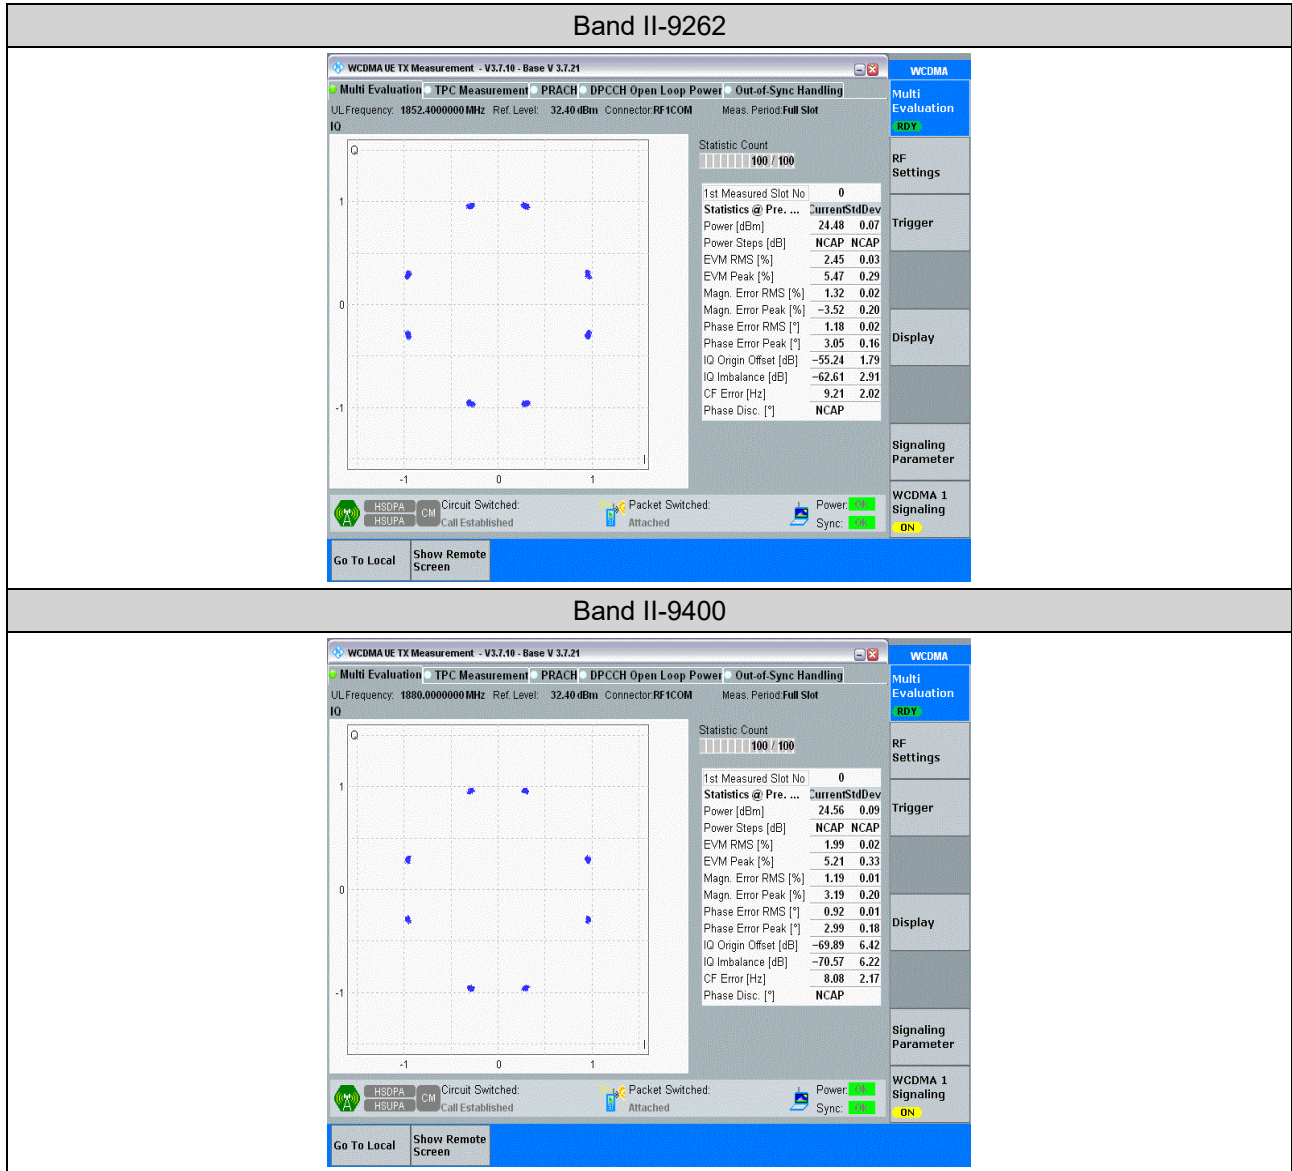 Band II-9262
WCDMA UE TX Measurement - V3.7.10 - Base V 3.7.21
WCDMA
Multi Evaluation TPC Measurement PRACH DPCCH Open Loop Power Out-of-Sync Handling
Multi
Evaluation
RDY
UL Frequency: 1852.4000000 MHz Ref. Level: 32.40 dBm Connector: RF1COM Meas. Period: Full Slot
IQ
Q
1
0
-1
-1 0 1
I
Statistic Count
100 / 100
1st Measured Slot No 0
Statistics @ Pre. ... Current StdDev
Power [dBm] 24.48 0.07
Power Steps [dB] NCAP NCAP
EVM RMS [%] 2.45 0.03
EVM Peak [%] 5.47 0.29
Magn. Error RMS [%] 1.32 0.02
Magn. Error Peak [%] −3.52 0.20
Phase Error RMS [°] 1.18 0.02
Phase Error Peak [°] 3.05 0.16
IQ Origin Offset [dB] −55.24 1.79
IQ Imbalance [dB] −62.61 2.91
CF Error [Hz] 9.21 2.02
Phase Disc. [°] NCAP
RF
Settings
Trigger
Display
Signaling
Parameter
WCDMA 1
Signaling
ON
HSDPA
HSUPA
CM
Circuit Switched:
Call Established
Packet Switched:
Attached
Power: OK
Sync: OK
Go To Local
Show Remote
Screen
Band II-9400
WCDMA UE TX Measurement - V3.7.10 - Base V 3.7.21
WCDMA
Multi Evaluation TPC Measurement PRACH DPCCH Open Loop Power Out-of-Sync Handling
Multi
Evaluation
RDY
UL Frequency: 1880.0000000 MHz Ref. Level: 32.40 dBm Connector: RF1COM Meas. Period: Full Slot
IQ
Q
1
0
-1
-1 0 1
I
Statistic Count
100 / 100
1st Measured Slot No 0
Statistics @ Pre. ... Current StdDev
Power [dBm] 24.56 0.09
Power Steps [dB] NCAP NCAP
EVM RMS [%] 1.99 0.02
EVM Peak [%] 5.21 0.33
Magn. Error RMS [%] 1.19 0.01
Magn. Error Peak [%] 3.19 0.20
Phase Error RMS [°] 0.92 0.01
Phase Error Peak [°] 2.99 0.18
IQ Origin Offset [dB] −69.89 6.42
IQ Imbalance [dB] −70.57 6.22
CF Error [Hz] 8.08 2.17
Phase Disc. [°] NCAP
RF
Settings
Trigger
Display
Signaling
Parameter
WCDMA 1
Signaling
ON
HSDPA
HSUPA
CM
Circuit Switched:
Call Established
Packet Switched:
Attached
Power: OK
Sync: OK
Go To Local
Show Remote
Screen